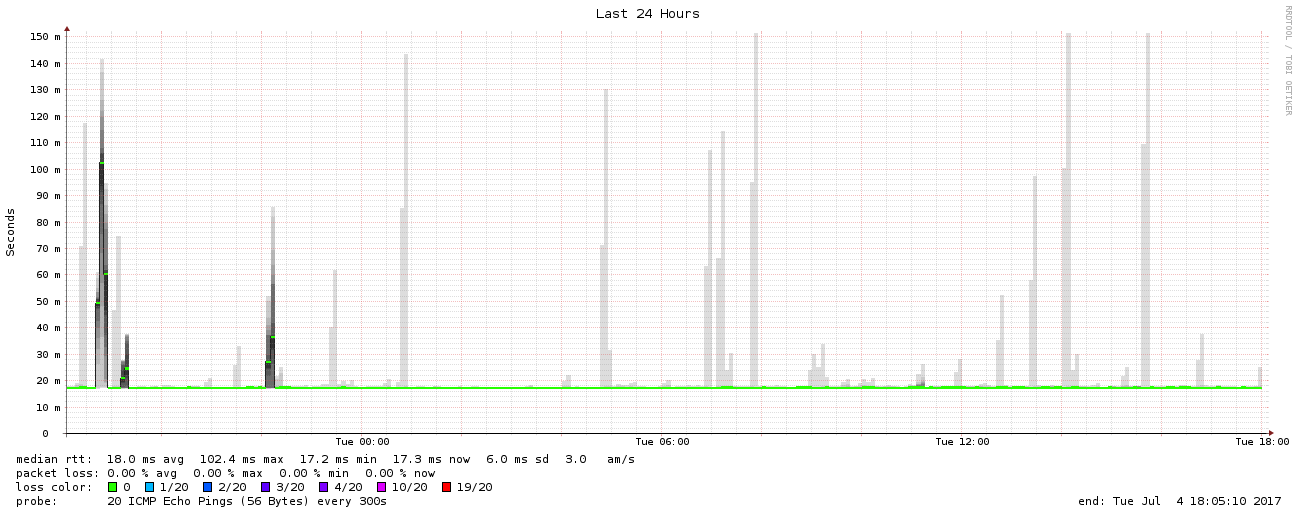 Last 24 Hours
RRDTOOL / TOBI OETIKER
Seconds
150 m
140 m
130 m
120 m
110 m
100 m
90 m
80 m
70 m
60 m
50 m
40 m
30 m
20 m
10 m
0
Tue 00:00 Tue 06:00 Tue 12:00 Tue 18:00
median rtt: 18.0 ms avg 102.4 ms max 17.2 ms min 17.3 ms now 6.0 ms sd 3.0 am/s
packet loss: 0.00 % avg 0.00 % max 0.00 % min 0.00 % now
loss color: 0 1/20 2/20 3/20 4/20 10/20 19/20
probe: 20 ICMP Echo Pings (56 Bytes) every 300s end: Tue Jul 4 18:05:10 2017